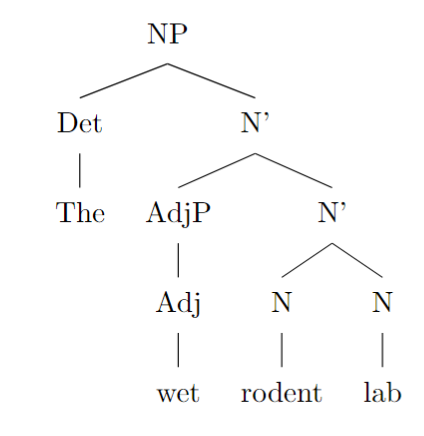 NP
Det N'
The AdjP N'
Adj N N
wet rodent lab